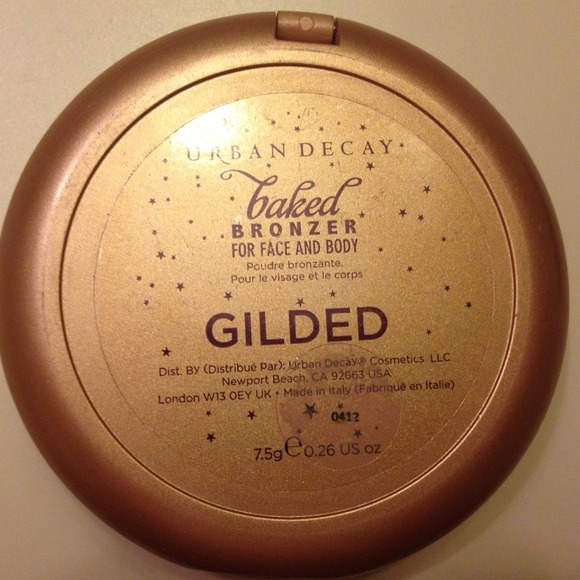 URBAN DECAY
baked
BRONZER
FOR FACE AND BODY
Poudre bronzante.
Pour le visage et le corps
GILDED
Dist. By (Distribué Par): Urban Decay® Cosmetics, LLC
Newport Beach, CA 92663 USA
London W13 0EY UK • Made in Italy (Fabriqué en Italie)
0412
7.5g e 0.26 US oz